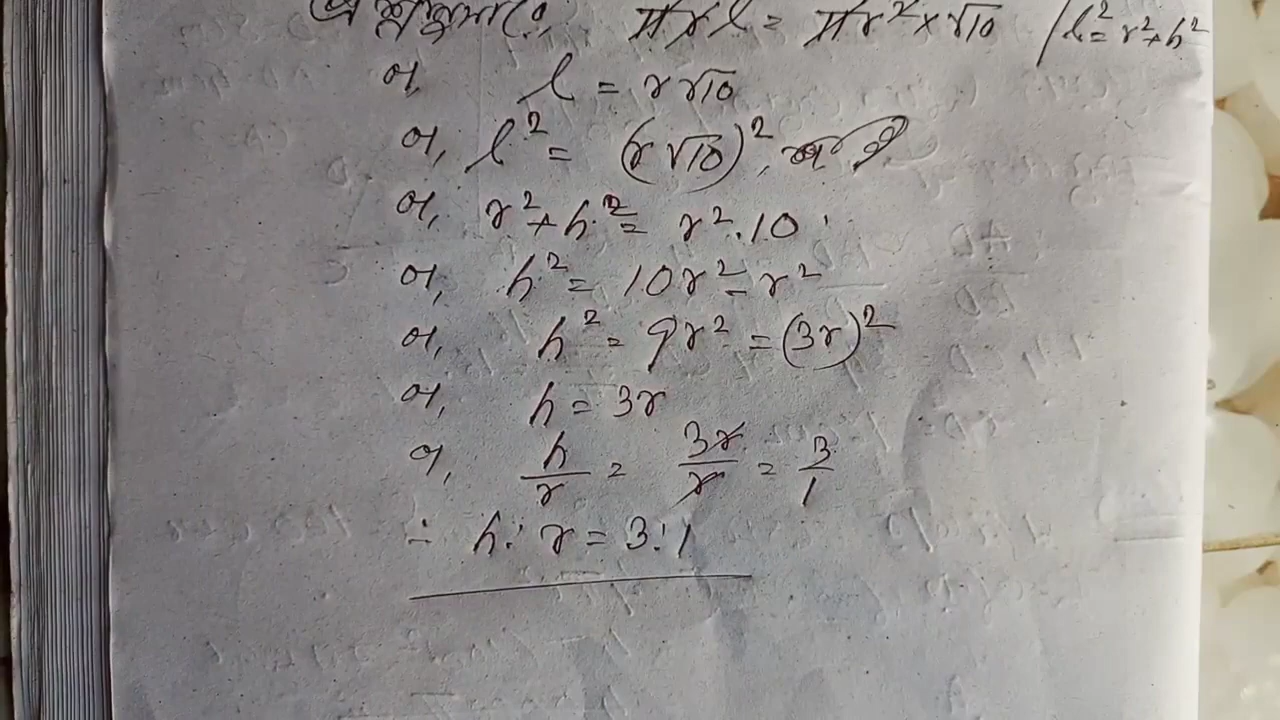 প্রশ্নানুসারে, πrl = πr² × √10 / l² = r² + h²
বা, l = r√10
বা, l² = (r√10)²,
বা, r² + h² = r².10
বা, h² = 10r² - r²
বা, h² = 9r² = (3r)²
বা, h = 3r
বা, h/r = 3r/r = 3/1
∴ h : r = 3 : 1